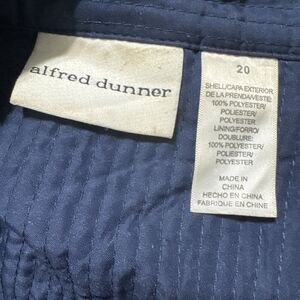 alfred dunner
20
SHELL/CAPA EXTERIOR
DE LA PRENDA/VESTE:
100% POLYESTER/
POLIESTER/
POLYESTER
LINING/FORRO/
DOUBLURE:
100% POLYESTER/
POLIESTER/
POLYESTER
MADE IN
CHINA
HECHO EN CHINA
FABRIQUE EN CHINE